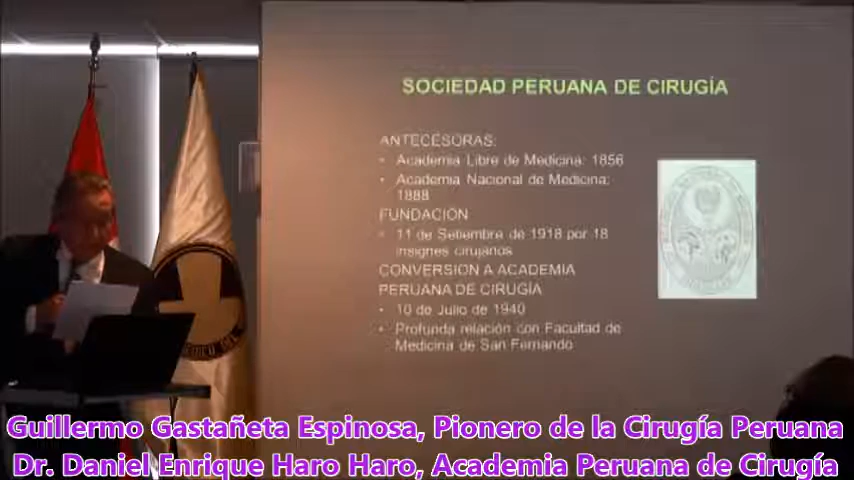 SOCIEDAD PERUANA DE CIRUGÍA
ANTECESORAS:
• Academia Libre de Medicina: 1856
• Academia Nacional de Medicina:
1888
FUNDACIÓN
• 11 de Setiembre de 1918 por 18
insignes cirujanos
CONVERSION A ACADEMIA
PERUANA DE CIRUGÍA
• 10 de Julio de 1940
• Profunda relación con Facultad de
Medicina de San Fernando
Guillermo Gastañeta Espinosa, Pionero de la Cirugía Peruana
Dr. Daniel Enrique Haro Haro, Academia Peruana de Cirugía